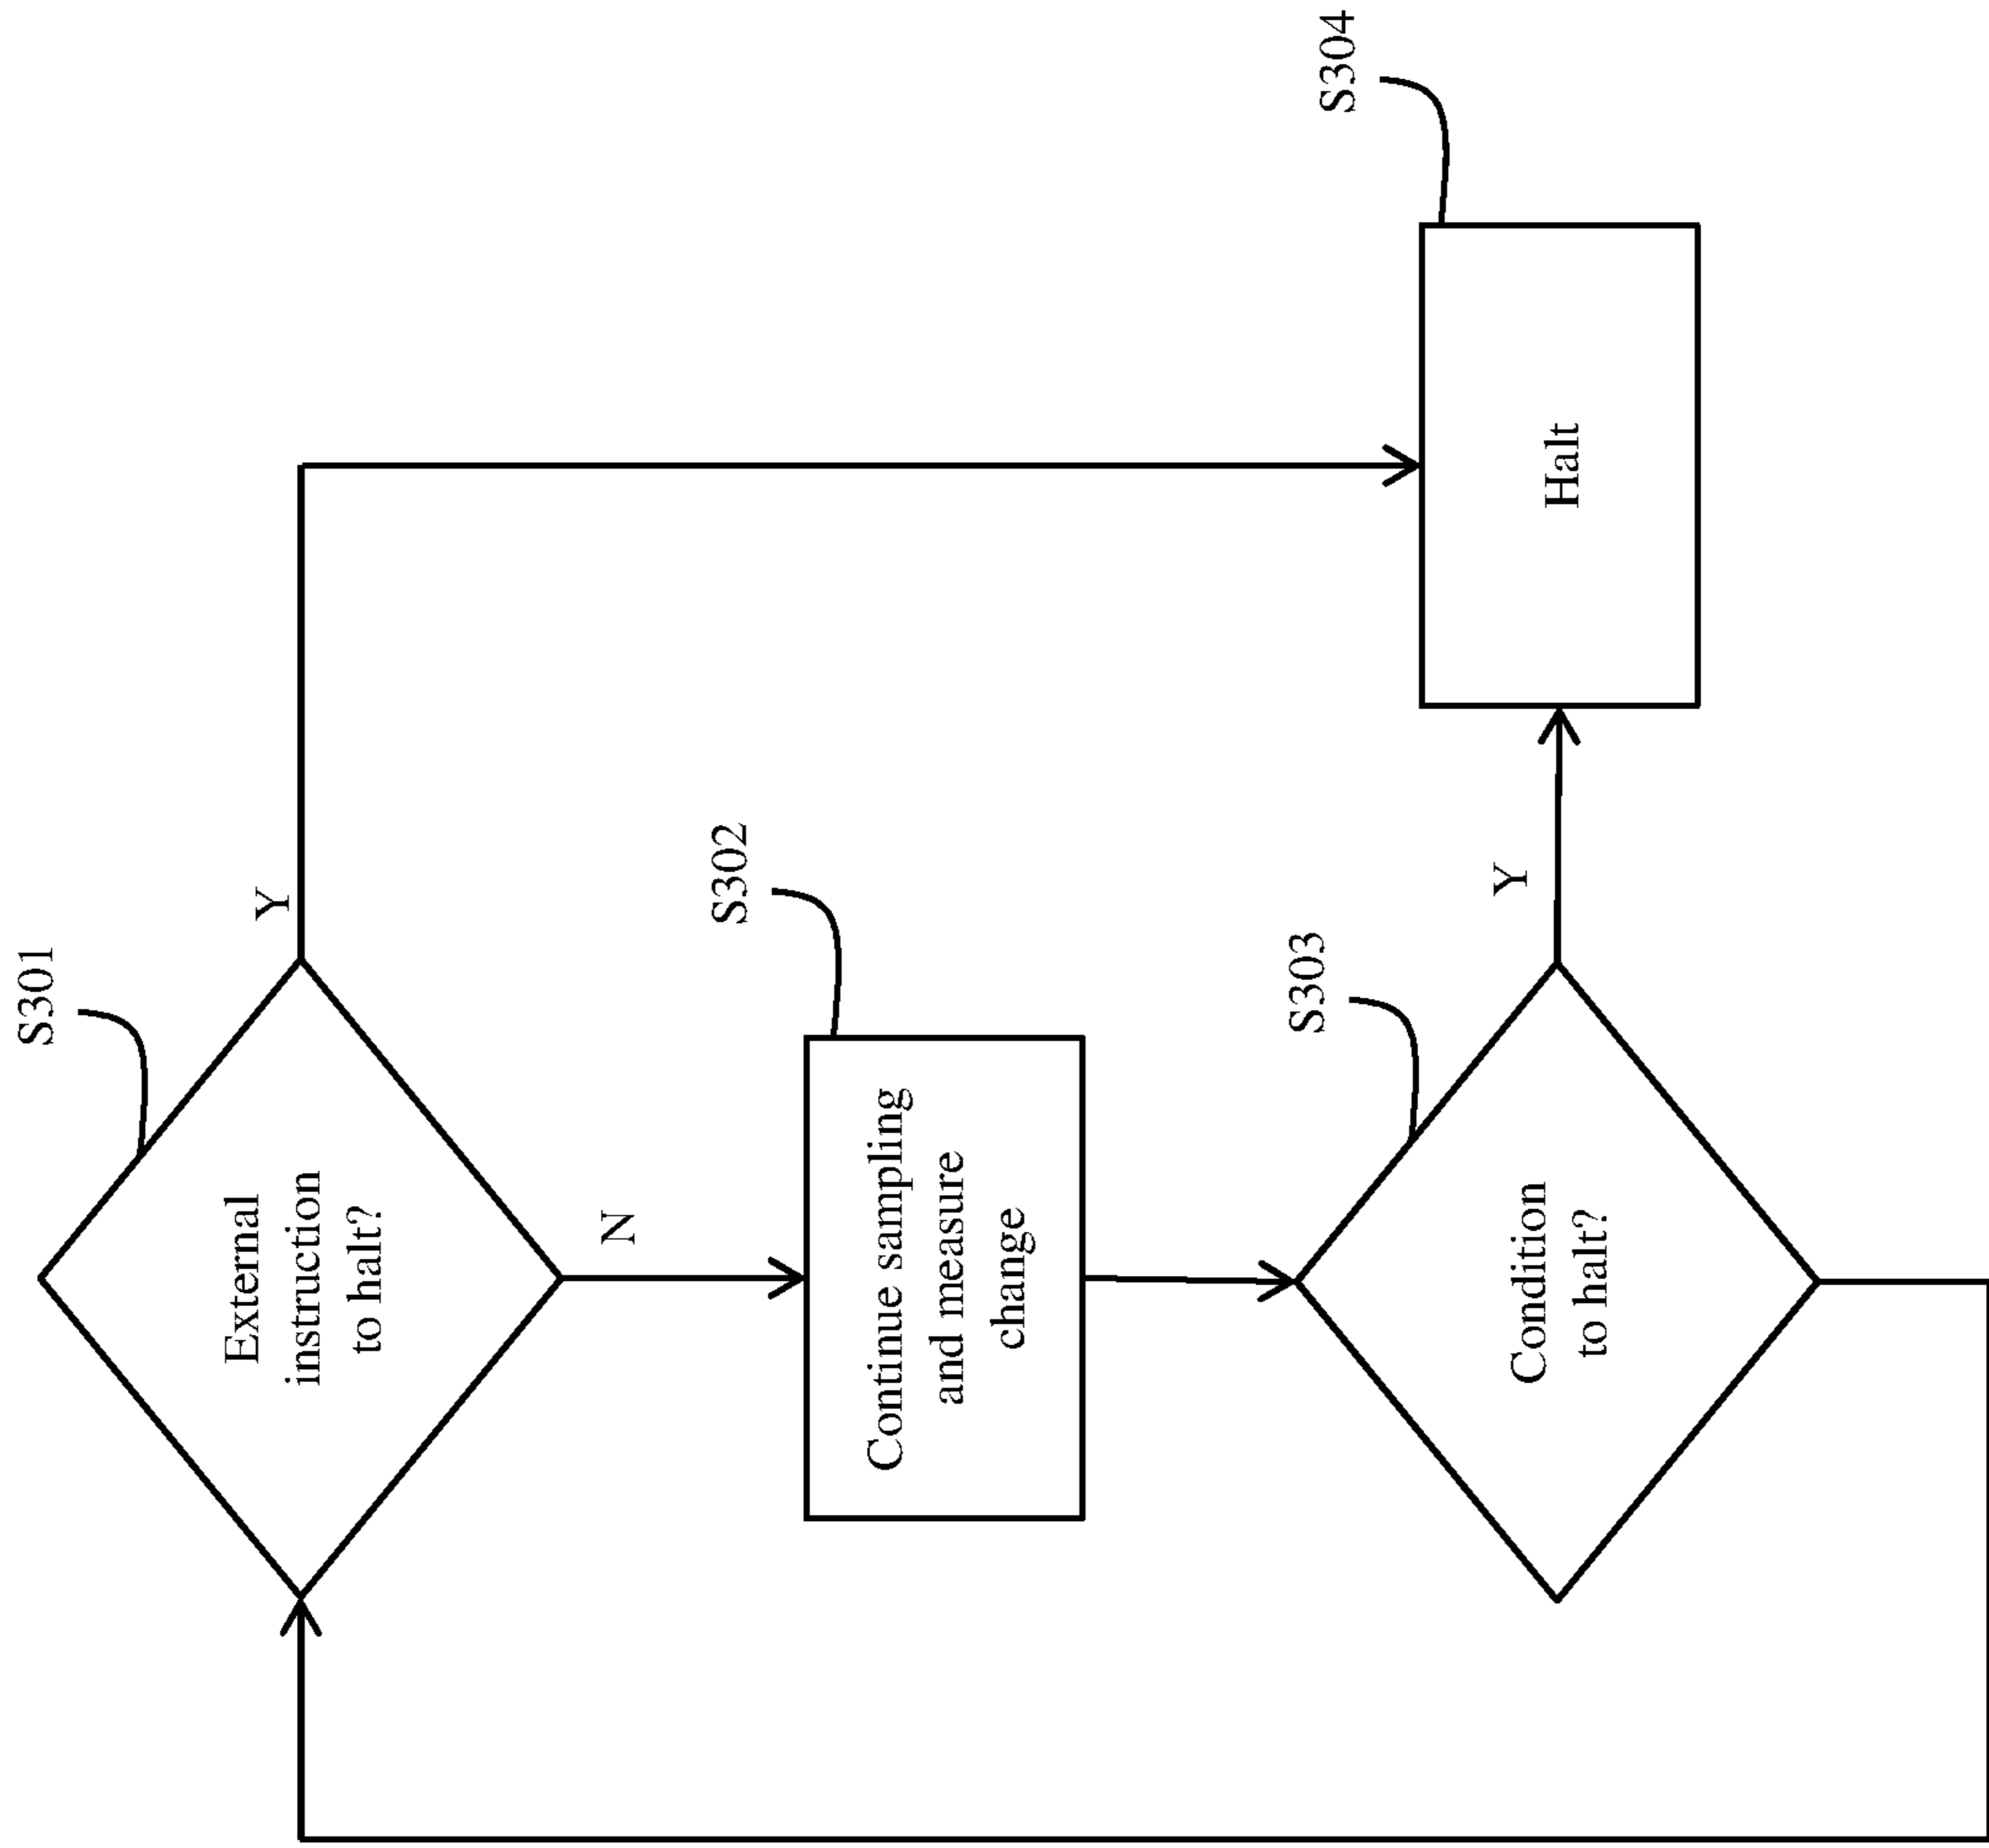 S301
External
instruction
to halt?
Y
N
S302
Continue sampling
and measure
change
S303
Condition
to halt?
Y
S304
Halt